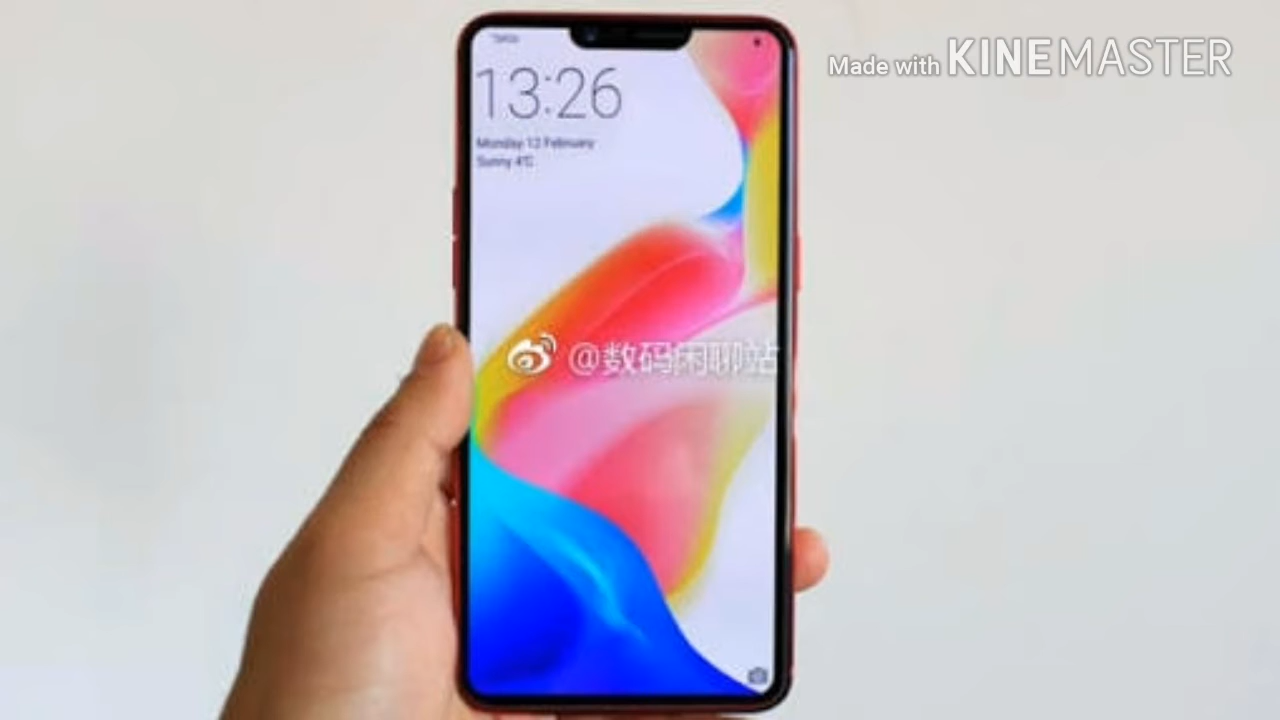 Made with KINEMASTER
13:26
Monday 12 February
Sunny 4°C
@数码闲聊站